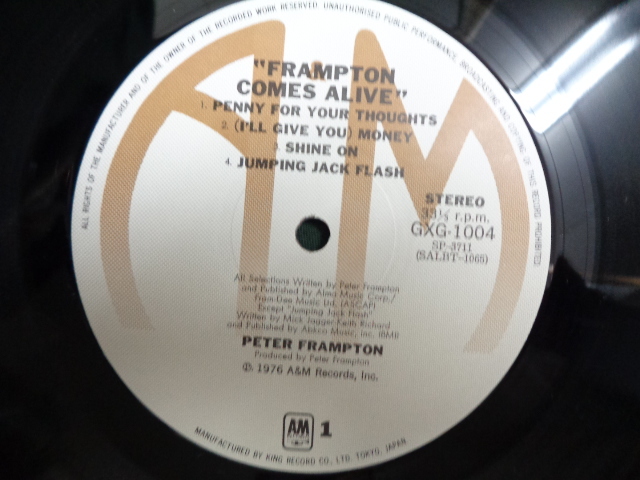 ALL RIGHTS OF THE MANUFACTURER AND OF THE OWNER OF THE RECORDED WORK RESERVED. UNAUTHORISED PUBLIC PERFORMANCE, BROADCASTING AND COPYING OF THIS RECORD PROHIBITED.
"FRAMPTON
COMES ALIVE"
1. PENNY FOR YOUR THOUGHTS
2. (I'LL GIVE YOU) MONEY
3. SHINE ON
4. JUMPING JACK FLASH
STEREO
33⅓ r.p.m.
GXG-1004
SP-3711
(SALBT-1065)
All Selections Written by Peter Frampton
and Published by Almo Music Corp./
Fram-Dee Music Ltd. (ASCAP)
Except "Jumping Jack Flash"
Written by Mick Jagger-Keith Richard
and Published by Abkco Music, Inc. (BMI)
PETER FRAMPTON
Produced by Peter Frampton
℗ 1976 A&M Records, Inc.
AM 1
MANUFACTURED BY KING RECORD CO., LTD. TOKYO, JAPAN